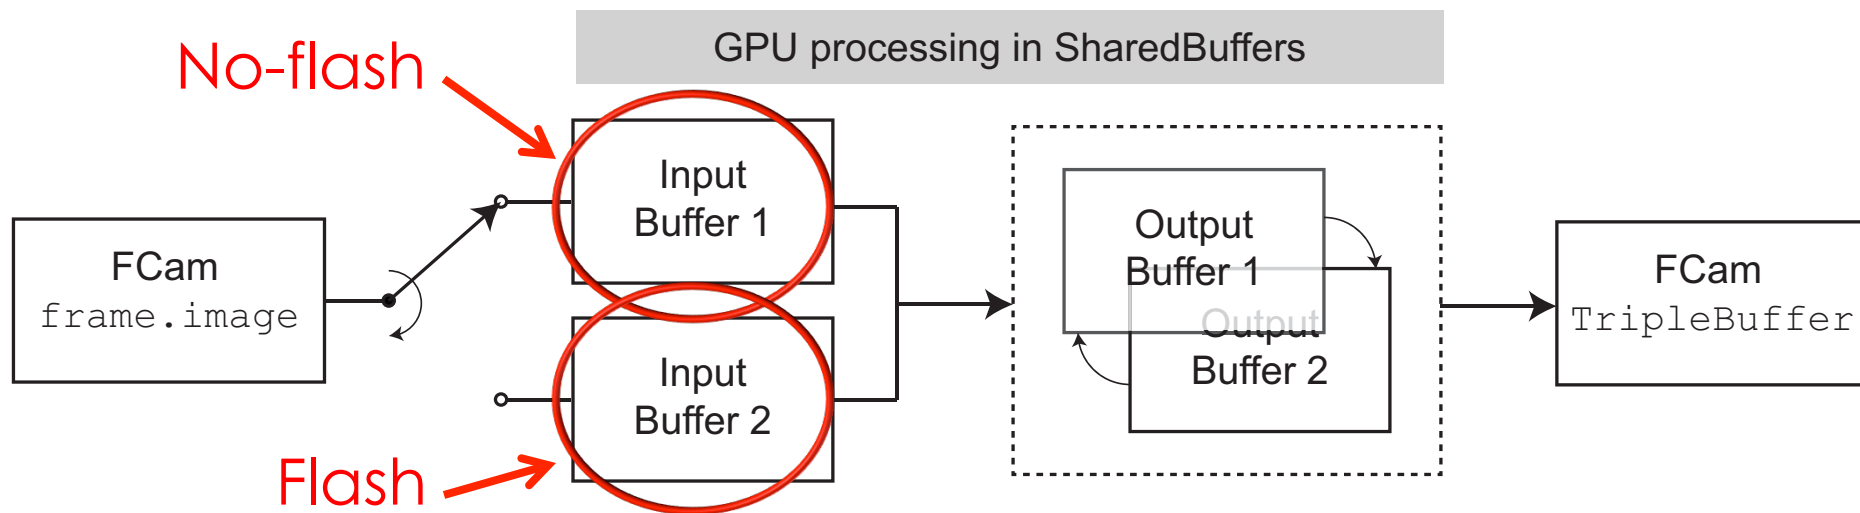 No-flash
GPU processing in SharedBuffers
Input
Buffer 1
FCam
frame.image
Output
Buffer 1
Output
Buffer 2
FCam
TripleBuffer
Input
Buffer 2
Flash